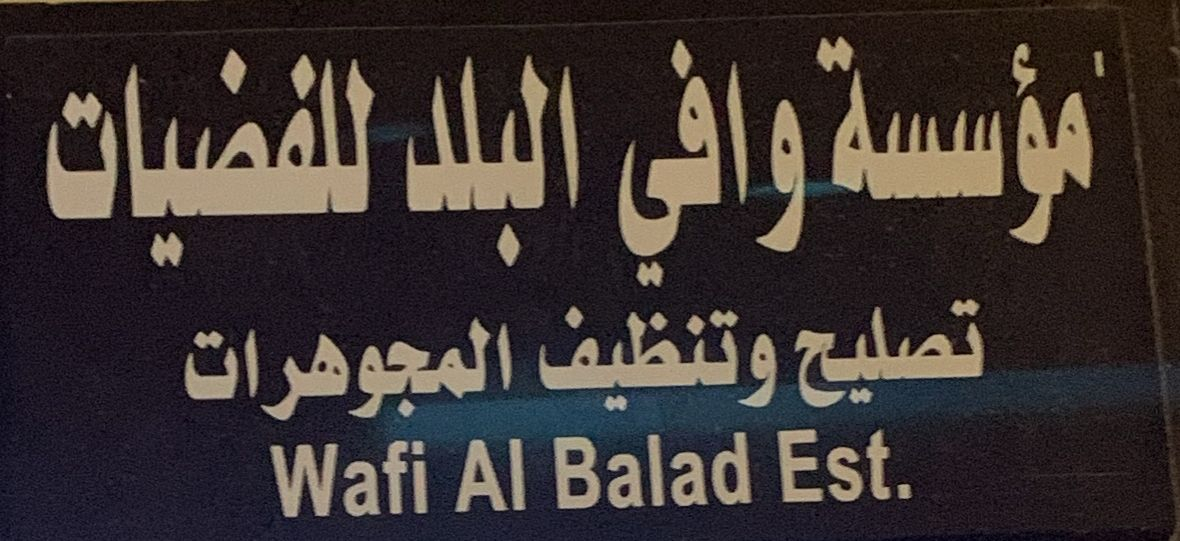 مؤسسة وافي البلد للفضيات
تصليح وتنظيف المجوهرات
Wafi Al Balad Est.